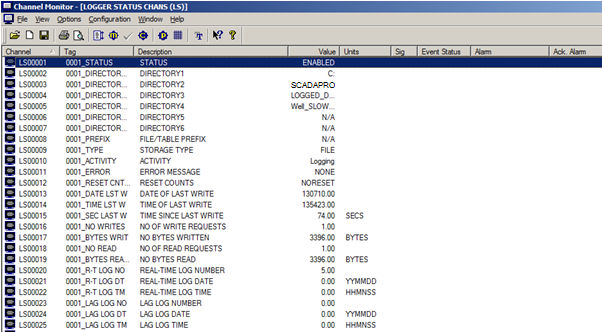 Channel Monitor - [LOGGER STATUS CHANS (LS)]
File View Options Configuration Window Help
Channel Tag Description Value Units Sig Event Status Alarm Ack. Alarm
LS00001 0001_STATUS STATUS ENABLED
LS00002 0001_DIRECTOR... DIRECTORY1 C:
LS00003 0001_DIRECTOR... DIRECTORY2 SCADAPRO
LS00004 0001_DIRECTOR... DIRECTORY3 LOGGED_D...
LS00005 0001_DIRECTOR... DIRECTORY4 Well_SLOW...
LS00006 0001_DIRECTOR... DIRECTORY5 N/A
LS00007 0001_DIRECTOR... DIRECTORY6 N/A
LS00008 0001_PREFIX FILE/TABLE PREFIX N/A
LS00009 0001_TYPE STORAGE TYPE FILE
LS00010 0001_ACTIVITY ACTIVITY Logging
LS00011 0001_ERROR ERROR MESSAGE NONE
LS00012 0001_RESET CNT... RESET COUNTS NORESET
LS00013 0001_DATE LST W DATE OF LAST WRITE 130710.00
LS00014 0001_TIME LST W TIME OF LAST WRITE 135423.00
LS00015 0001_SEC LAST W TIME SINCE LAST WRITE 74.00 SECS
LS00016 0001_NO WRITES NO OF WRITE REQUESTS 1.00
LS00017 0001_BYTES WRIT NO BYTES WRITTEN 3396.00 BYTES
LS00018 0001_NO READ NO OF READ REQUESTS 1.00
LS00019 0001_BYTES REA... NO BYTES READ 3396.00 BYTES
LS00020 0001_R-T LOG NO REAL-TIME LOG NUMBER 5.00
LS00021 0001_R-T LOG DT REAL-TIME LOG DATE 0.00 YYMMDD
LS00022 0001_R-T LOG TM REAL-TIME LOG TIME 0.00 HHMNSS
LS00023 0001_LAG LOG NO LAG LOG NUMBER 0.00
LS00024 0001_LAG LOG DT LAG LOG DATE 0.00 YYMMDD
LS00025 0001_LAG LOG TM LAG LOG TIME 0.00 HHMNSS